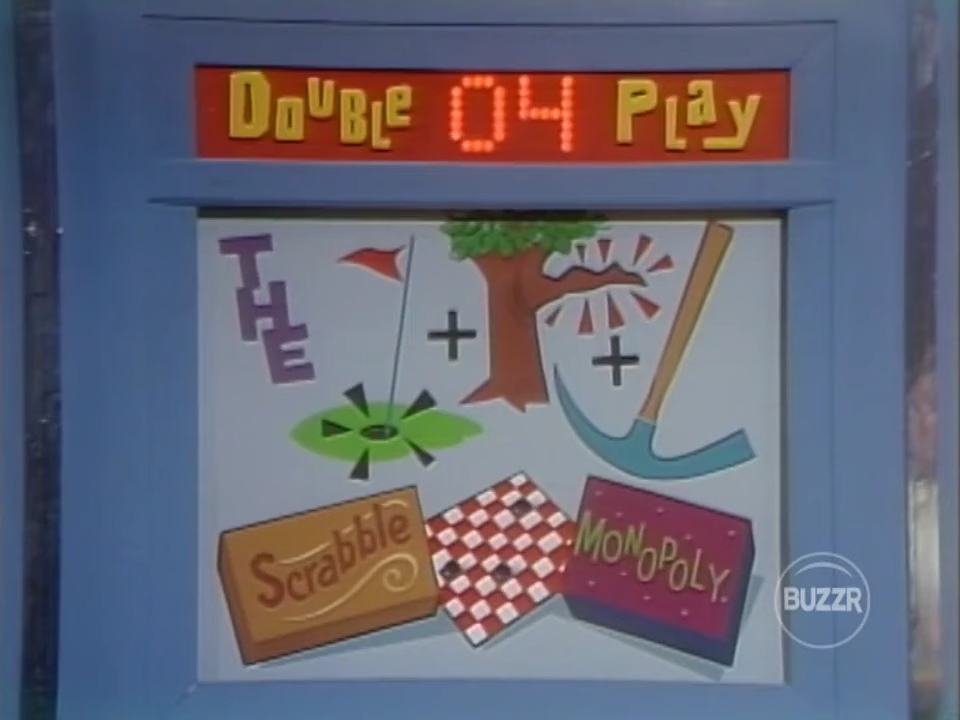 DOUBLE 04 PLAY
THE
+
+
Scrabble
MONOPOLY
BUZZR